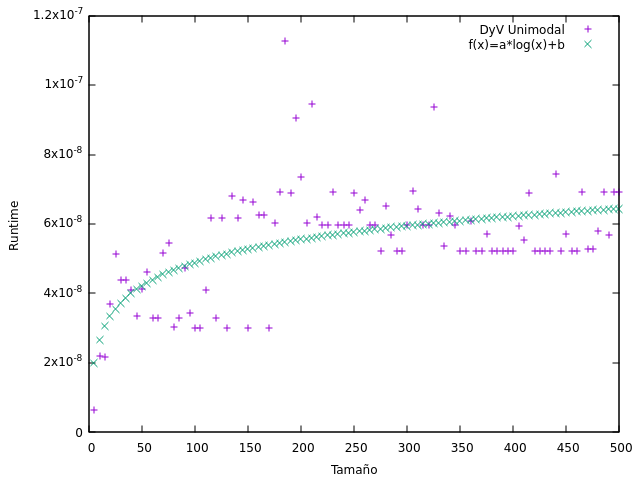 1.2x10-7
1x10-7
8x10-8
6x10-8
4x10-8
2x10-8
0
Runtime
DyV Unimodal
f(x)=a*log(x)+b
0 50 100 150 200 250 300 350 400 450 500
Tamaño